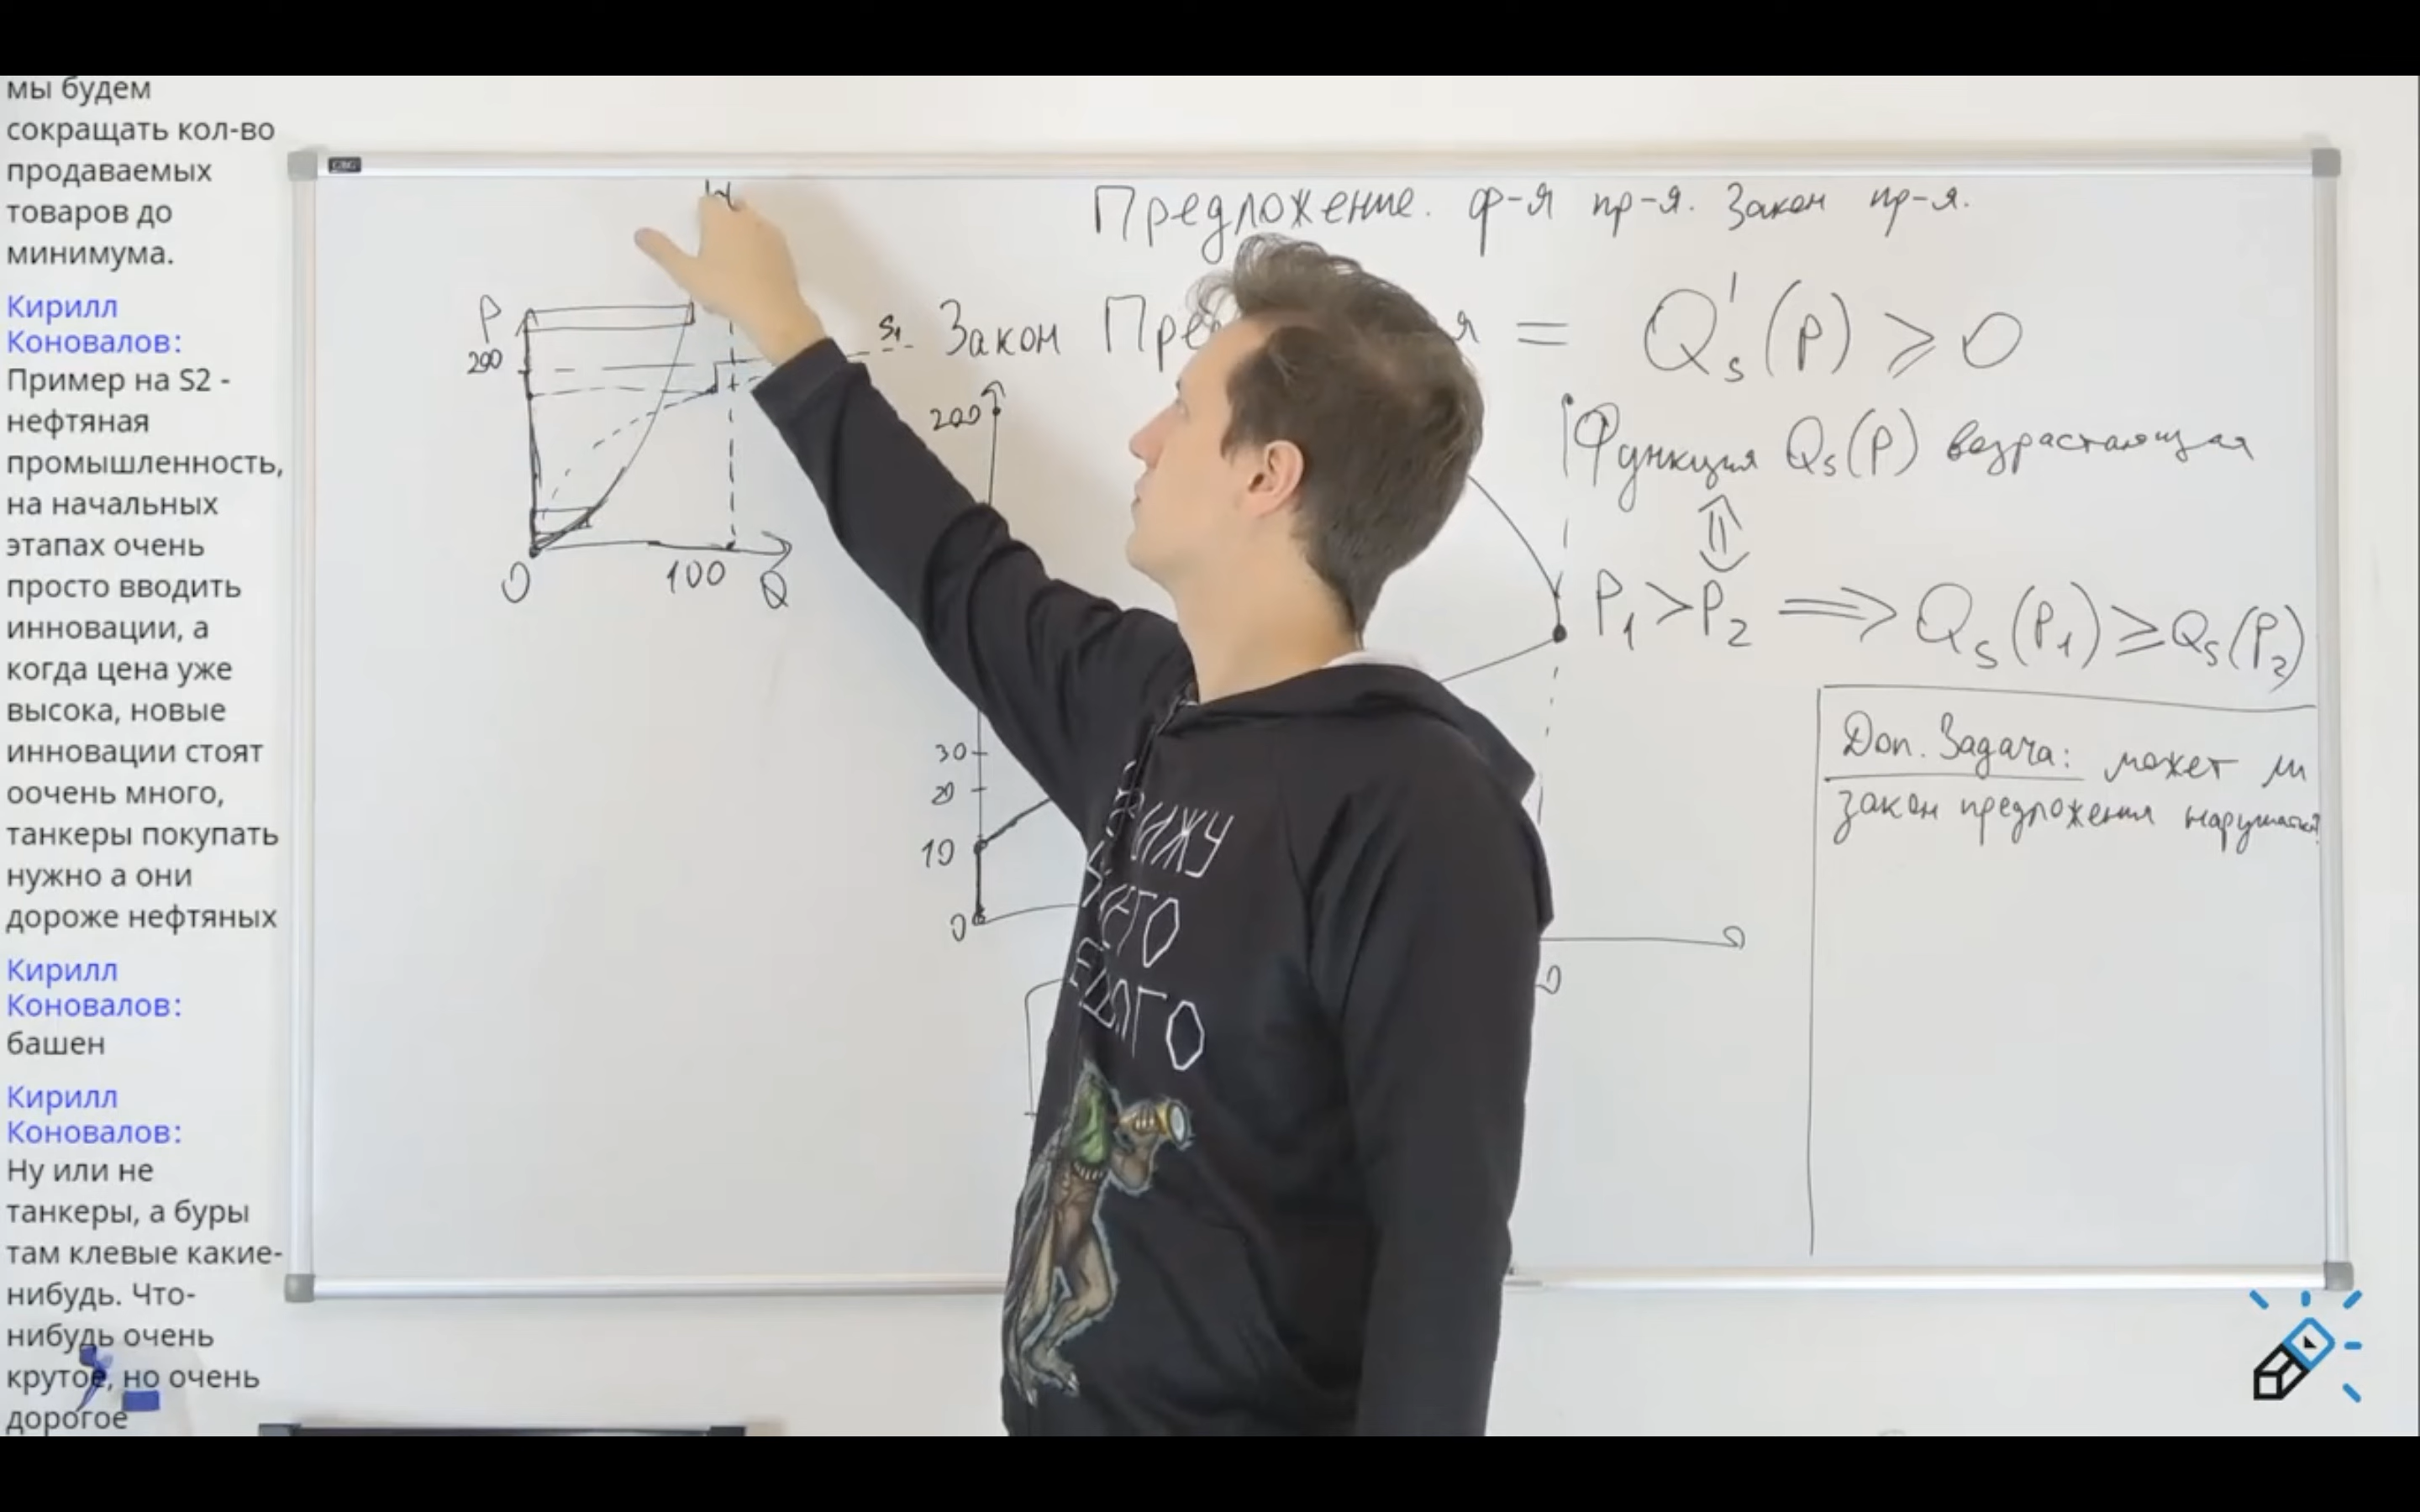 мы будем
сокращать кол-во
продаваемых
товаров до
минимума.
Кирилл
Коновалов:
Пример на S2 -
нефтяная
промышленность,
на начальных
этапах очень
просто вводить
инновации, а
когда цена уже
высока, новые
инновации стоят
оочень много,
танкеры покупать
нужно а они
дороже нефтяных
Кирилл
Коновалов:
башен
Кирилл
Коновалов:
Ну или не
танкеры, а буры
там клевые какие-
нибудь. Что-
нибудь очень
крутое, но очень
дорогое
P
200
S₁
0
100 Q
Предложение. ф-я пр-я. Закон пр-я.
Закон Пре я = Q's(P) ⩾ 0
Функция Qs(P) возрастающая
⇕
P₁ > P₂ ⟹ Qs(P₁) ≥ Qs(P₂)
200
30
20
10
0
0
Доп. Задача: может ли
закон предложения нарушаться?